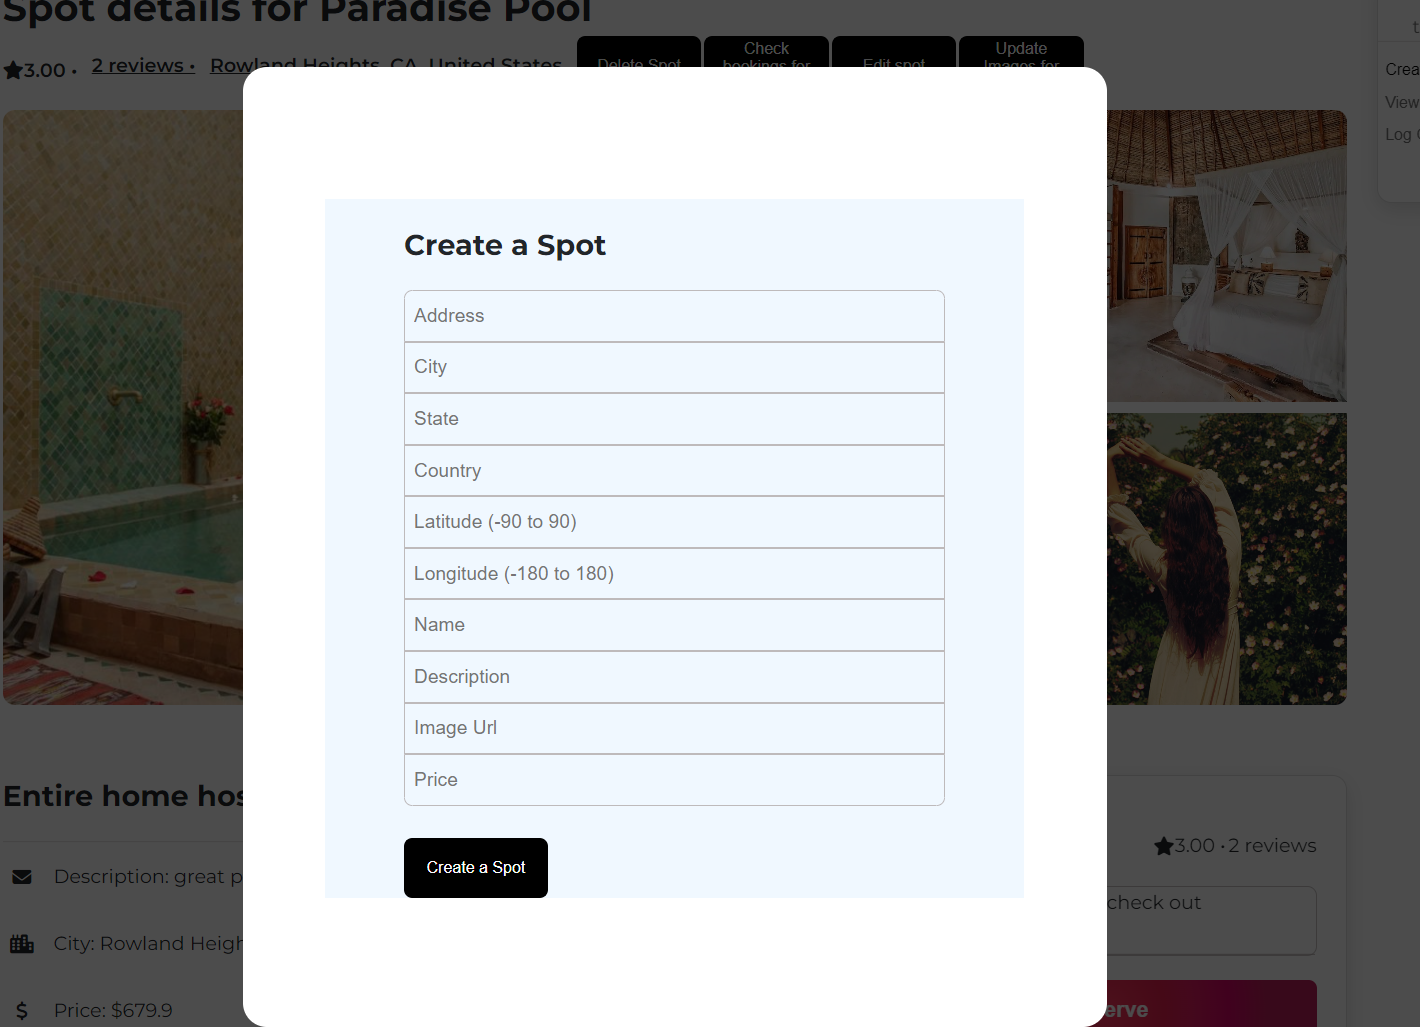 Spot details for Paradise Pool
3.00 · 2 reviews · Rowland Heights, CA, United States
Delete Spot
Check
bookings for
Edit spot
Update
Images for
Crea
View
Log
Create a Spot
Address
City
State
Country
Latitude (-90 to 90)
Longitude (-180 to 180)
Name
Description
Image Url
Price
Create a Spot
Entire home hos
3.00 · 2 reviews
Description: great p
check out
City: Rowland Heigh
Price: $679.9
erve